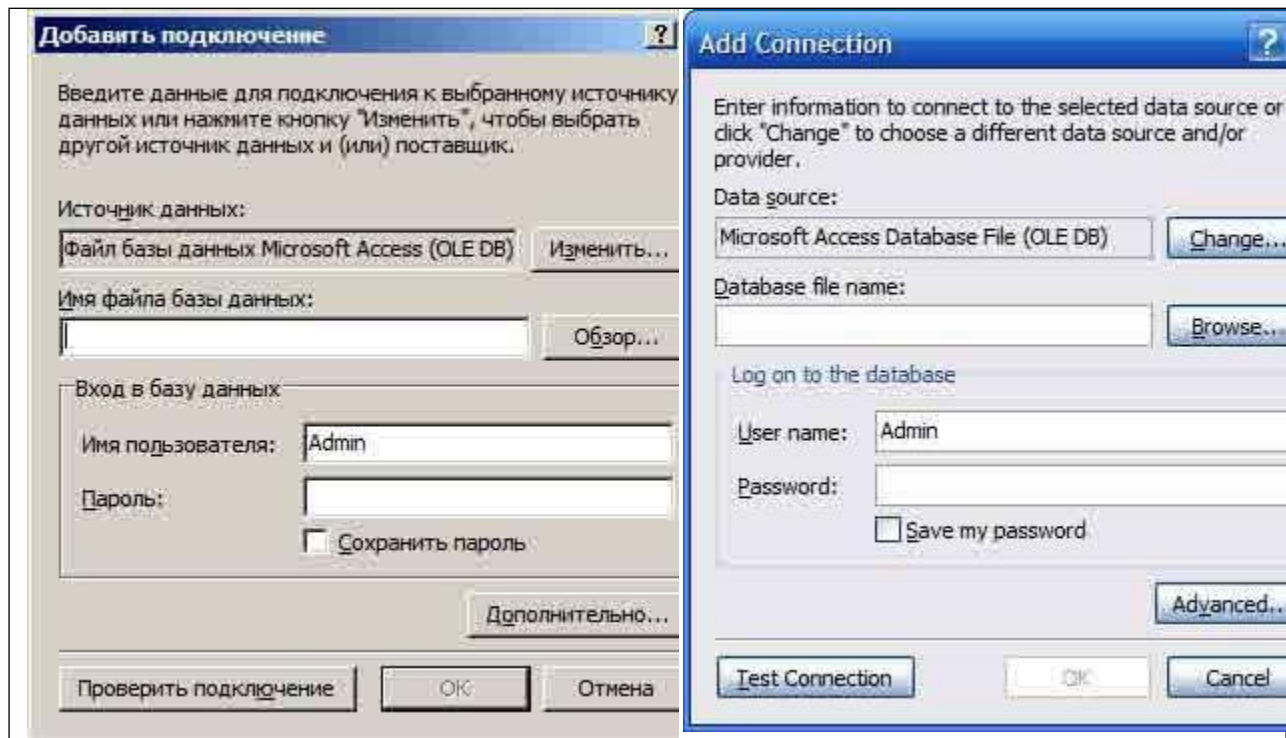 Добавить подключение
?
Введите данные для подключения к выбранному источнику
данных или нажмите кнопку "Изменить", чтобы выбрать
другой источник данных и (или) поставщик.
Источник данных:
Файл базы данных Microsoft Access (OLE DB)
Изменить...
Имя файла базы данных:
Обзор...
Вход в базу данных
Имя пользователя:
Admin
Пароль:
Сохранить пароль
Дополнительно...
Проверить подключение
OK
Отмена
Add Connection
?
Enter information to connect to the selected data source or
click "Change" to choose a different data source and/or
provider.
Data source:
Microsoft Access Database File (OLE DB)
Change...
Database file name:
Browse...
Log on to the database
User name:
Admin
Password:
Save my password
Advanced...
Test Connection
OK
Cancel